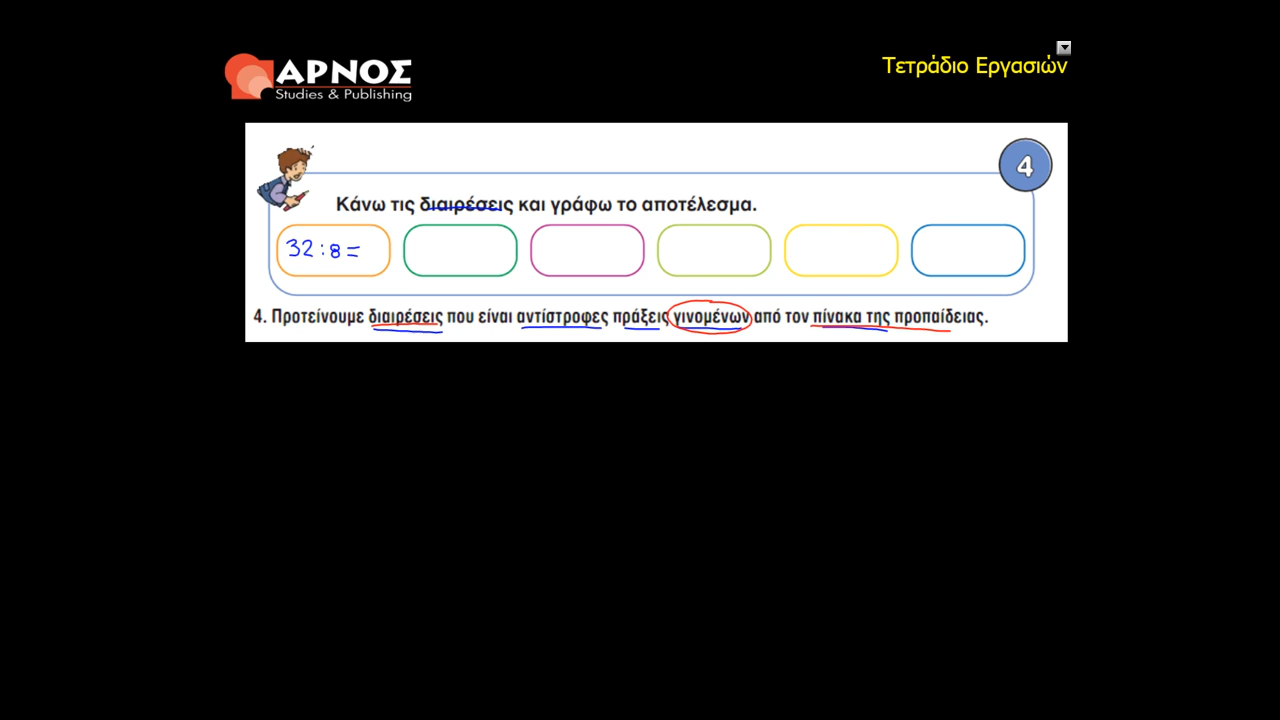 ΑΡΝΟΣ
Studies & Publishing
Τετράδιο Εργασιών
4
Κάνω τις διαιρέσεις και γράφω το αποτέλεσμα.
32:8=
4. Προτείνουμε διαιρέσεις που είναι αντίστροφες πράξεις γινομένων από τον πίνακα της προπαίδειας.